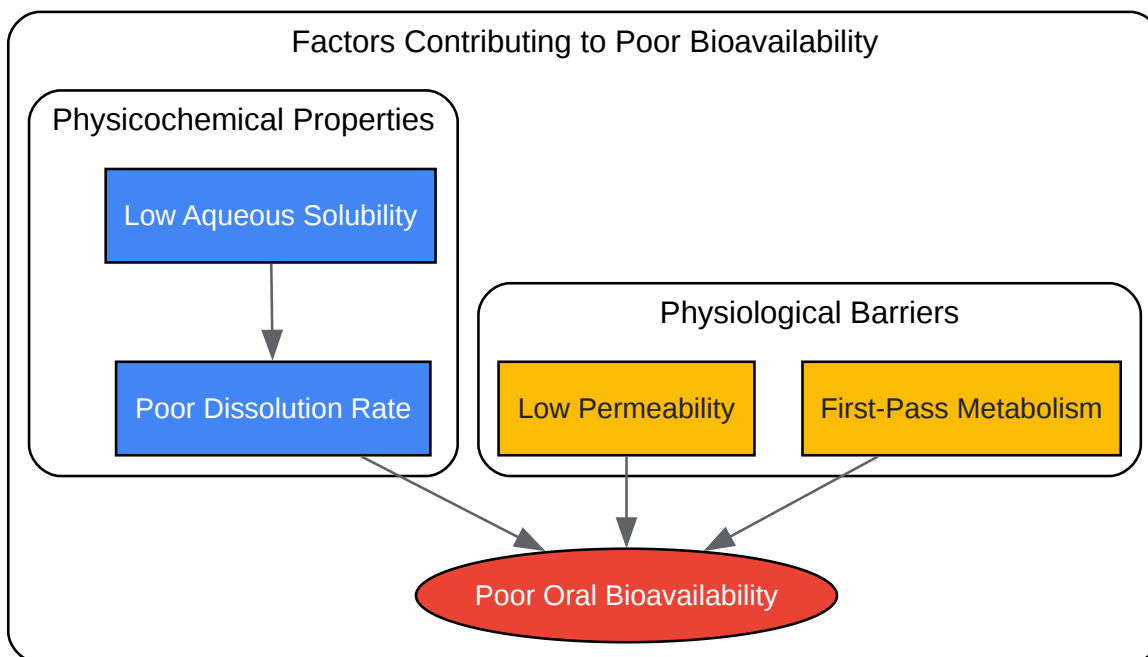 Factors Contributing to Poor Bioavailability
Physicochemical Properties
Low Aqueous Solubility
Poor Dissolution Rate
Physiological Barriers
Low Permeability
First-Pass Metabolism
Poor Oral Bioavailability